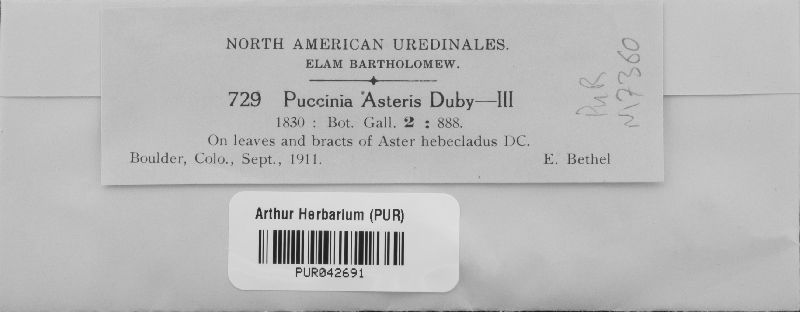 NORTH AMERICAN UREDINALES.
ELAM BARTHOLOMEW.
729 Puccinia Asteris Duby—III
1830 : Bot. Gall. 2 : 888.
On leaves and bracts of Aster hebecladus DC.
Boulder, Colo., Sept., 1911. E. Bethel
PUR
N17360
Arthur Herbarium (PUR)
PUR042691